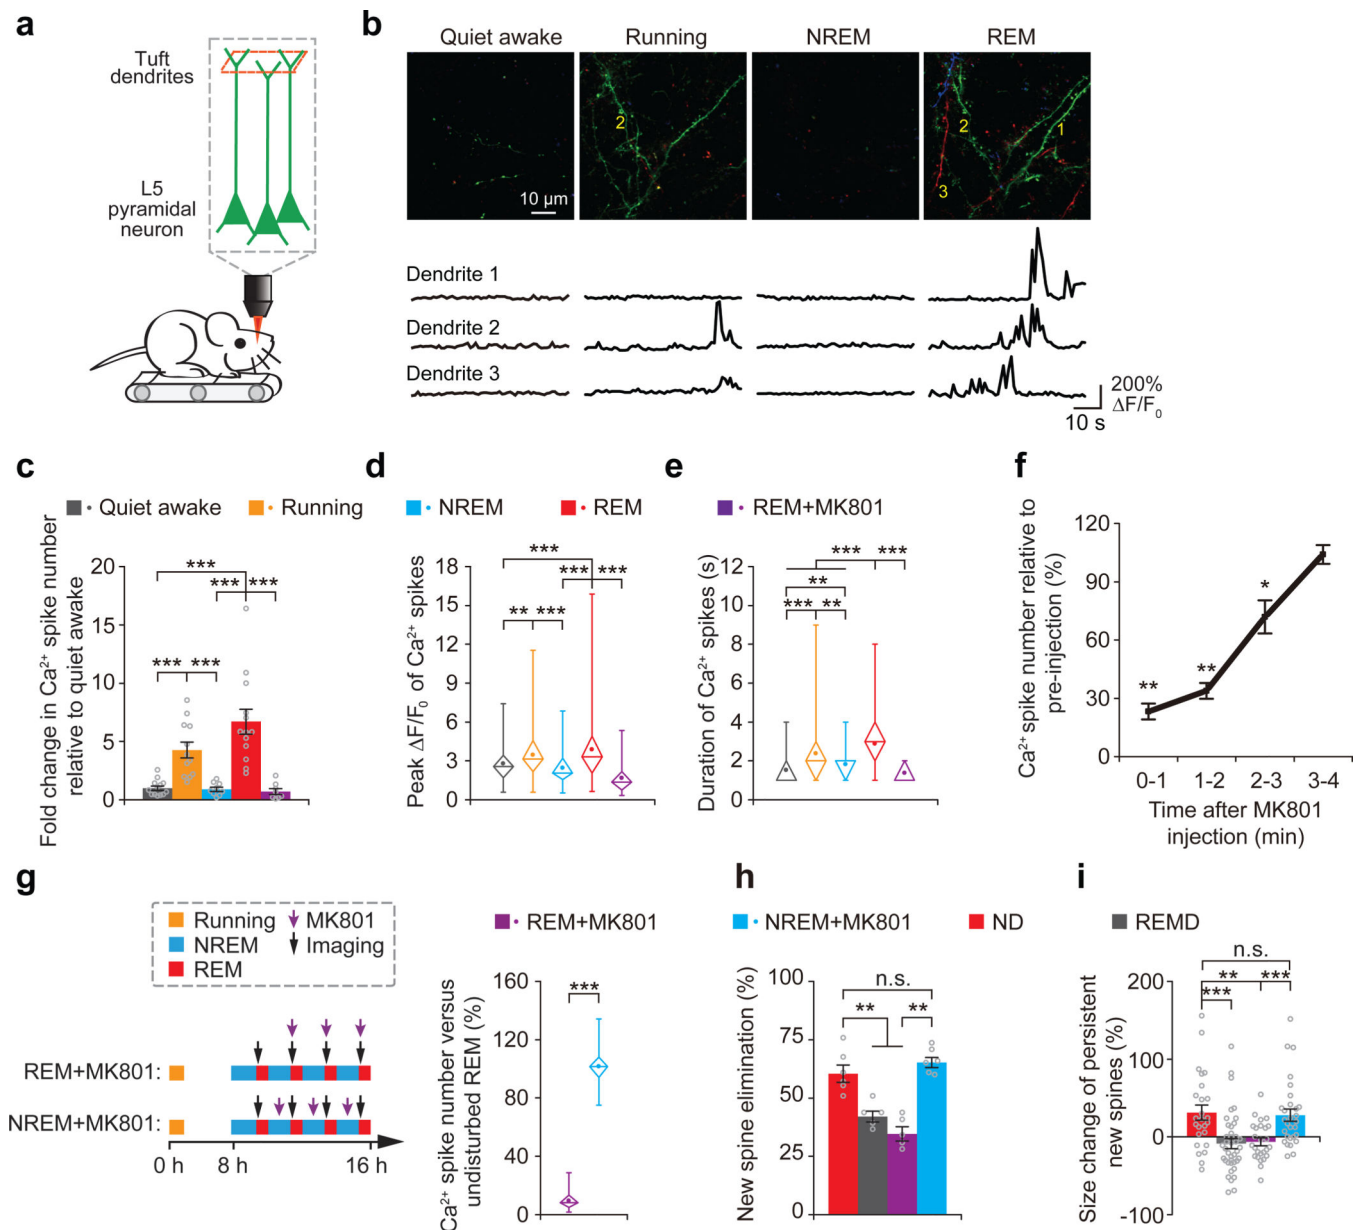 a
Tuft
dendrites
L5
pyramidal
neuron
b
Quiet awake
Running
NREM
REM
2
10 µm
2
1
3
Dendrite 1
Dendrite 2
Dendrite 3
200%
ΔF/F₀
10 s
c
d
e
Quiet awake
Running
NREM
REM
REM+MK801
Fold change in Ca²⁺ spike number
relative to quiet awake
20
15
10
5
0
***
*** ***
*** ***
Peak ΔF/F₀ of Ca²⁺ spikes
18
15
12
9
6
3
0
***
*** ***
** ***
Duration of Ca²⁺ spikes (s)
12
10
8
6
4
2
0
*** ***
**
*** **
f
Ca²⁺ spike number relative to
pre-injection (%)
120
90
60
30
0
**
**
*
0-1
1-2
2-3
3-4
Time after MK801
injection (min)
g
Running
MK801
NREM
Imaging
REM
REM+MK801:
NREM+MK801:
0 h
8 h
16 h
REM+MK801
NREM+MK801
ND
REMD
Ca²⁺ spike number versus
undisturbed REM (%)
160
120
80
40
0
***
h
New spine elimination (%)
100
75
50
25
0
n.s.
** **
i
Size change of persistent
new spines (%)
200
100
0
-100
n.s.
** ***
***